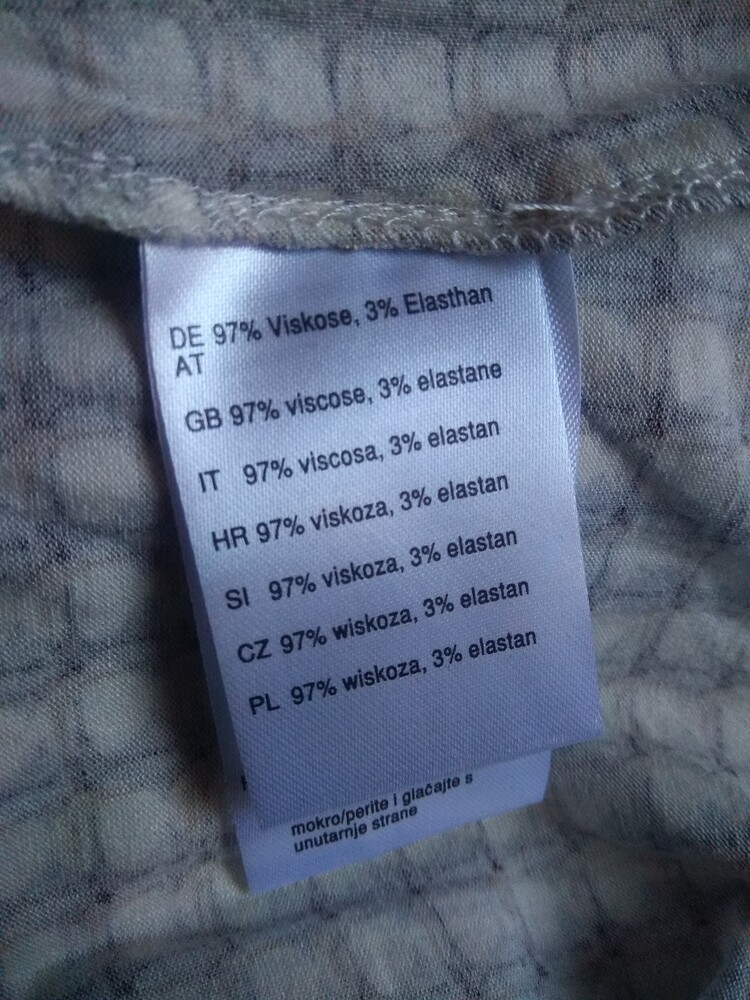 DE 97% Viskose, 3% Elasthan
AT
GB 97% viscose, 3% elastane
IT 97% viscosa, 3% elastan
HR 97% viskoza, 3% elastan
SI 97% viskoza, 3% elastan
CZ 97% wiskoza, 3% elastan
PL 97% wiskoza, 3% elastan
mokro/perite i glačajte s
unutarnje strane